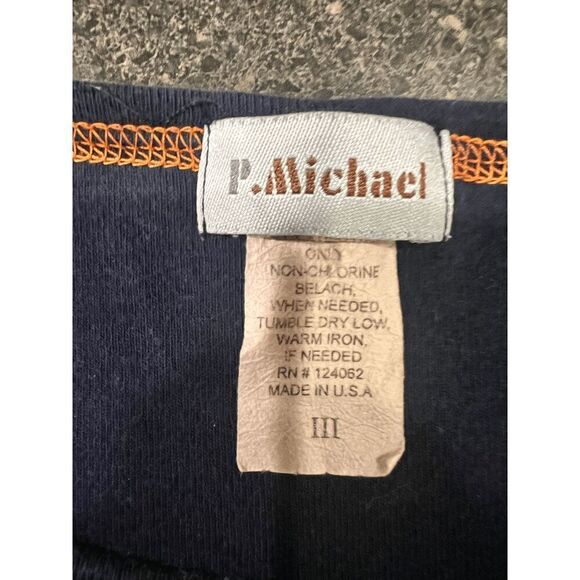 P.Michael
ONLY
NON-CHLORINE
BELACH,
WHEN NEEDED,
TUMBLE DRY LOW,
WARM IRON,
IF NEEDED
RN # 124062
MADE IN U.S.A
III